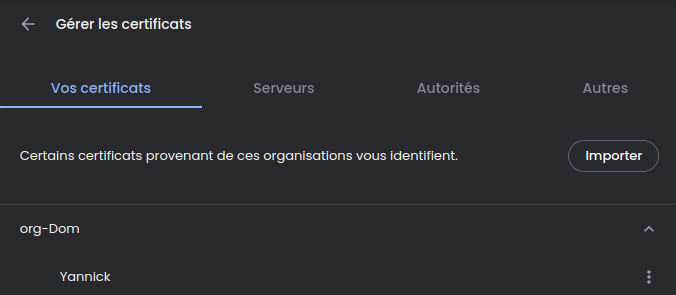 Gérer les certificats
Vos certificats Serveurs Autorités Autres
Certains certificats provenant de ces organisations vous identifient. Importer
org-Dom
Yannick